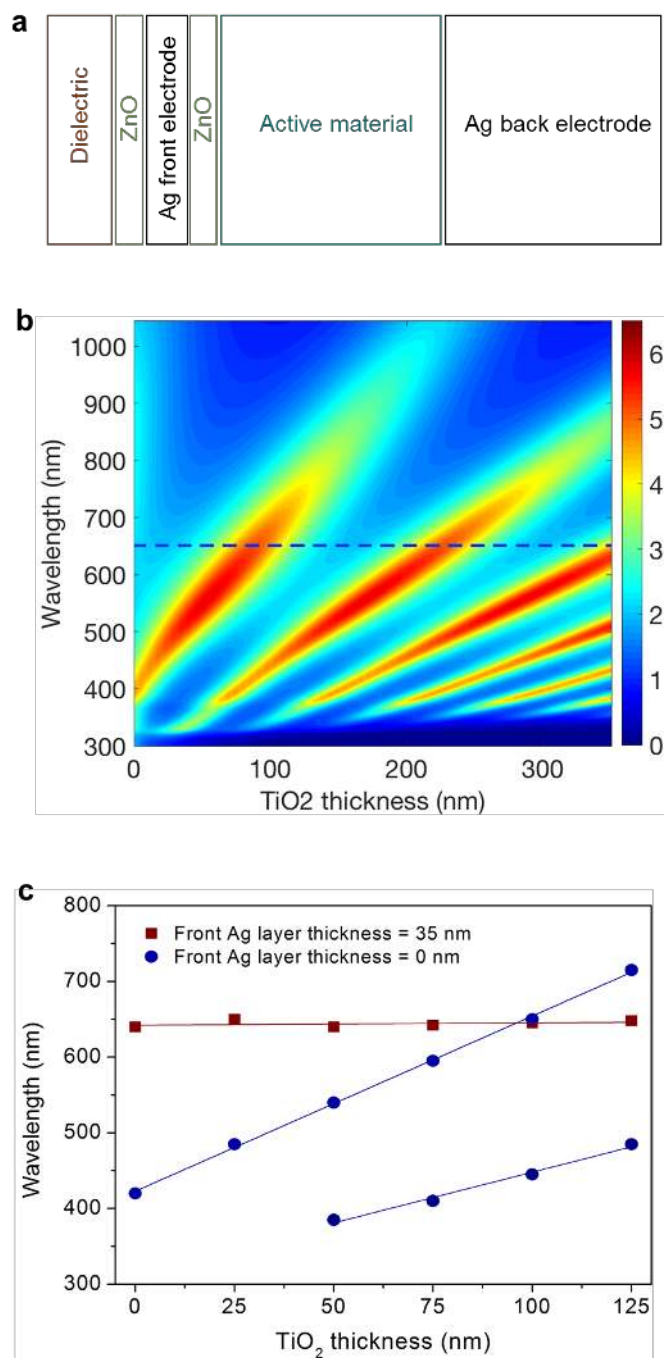 a
Dielectric
ZnO
Ag front electrode
ZnO
Active material
Ag back electrode
b
1000
900
800
700
600
500
400
300
Wavelength (nm)
0
100
200
300
TiO2 thickness (nm)
6
5
4
3
2
1
0
c
800
700
600
500
400
300
Wavelength (nm)
Front Ag layer thickness = 35 nm
Front Ag layer thickness = 0 nm
0
25
50
75
100
125
TiO₂ thickness (nm)